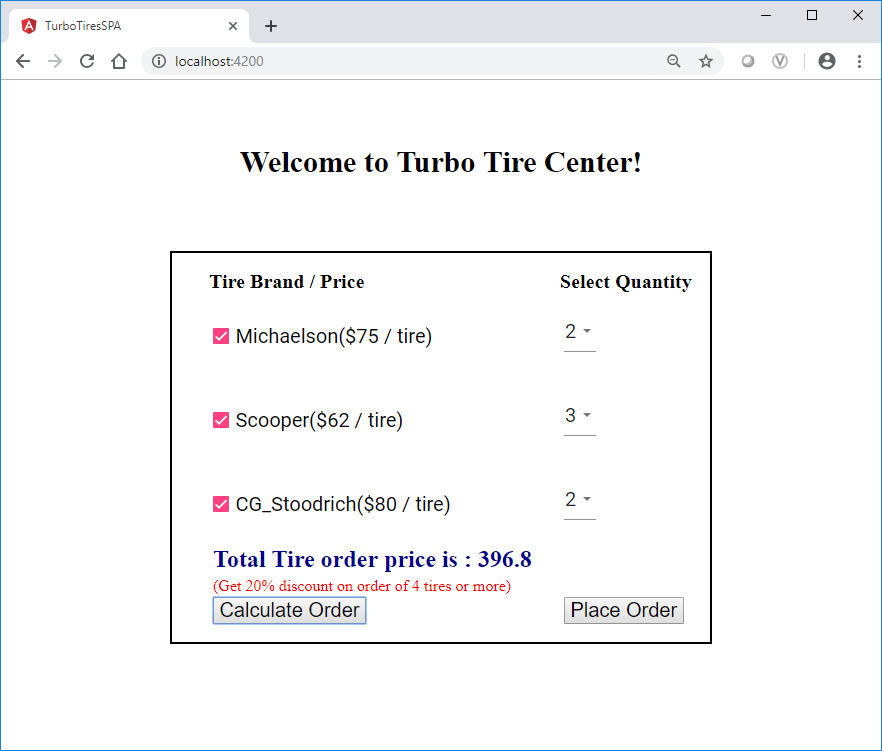 TurboTiresSPA
localhost:4200
Welcome to Turbo Tire Center!
Tire Brand / Price Select Quantity
Michaelson($75 / tire) 2
Scooper($62 / tire) 3
CG_Stoodrich($80 / tire) 2
Total Tire order price is : 396.8
(Get 20% discount on order of 4 tires or more)
Calculate Order Place Order